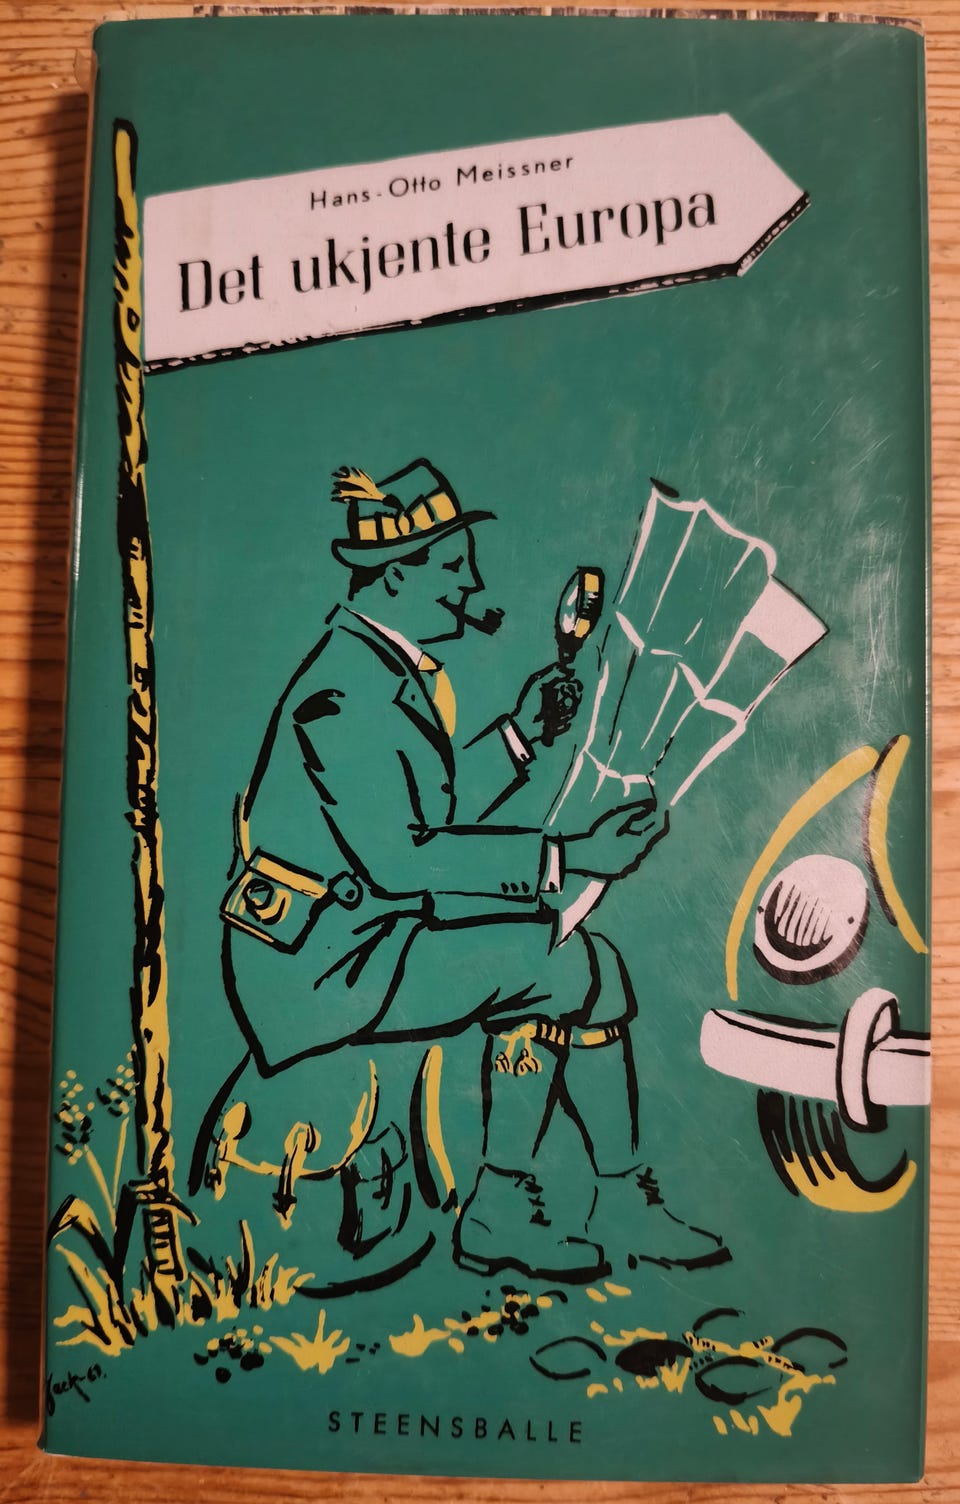 Hans-Otto Meissner
Det ukjente Europa
STEENSBALLE